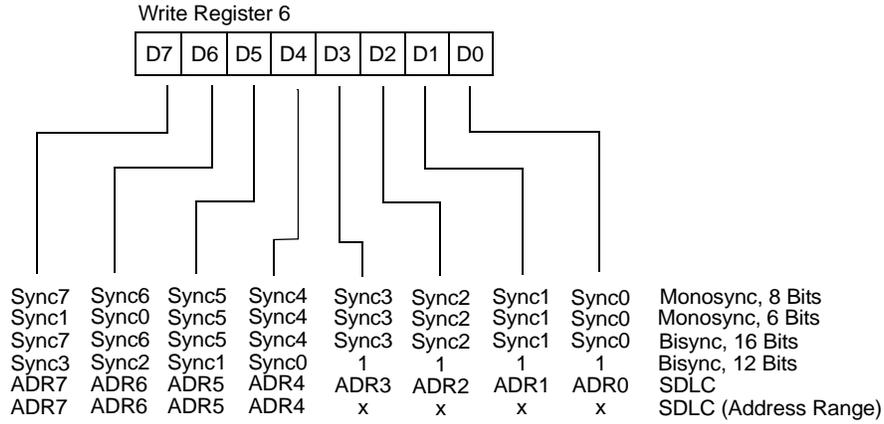 Write Register 6
D7 D6 D5 D4 D3 D2 D1 D0
Sync7 Sync6 Sync5 Sync4 Sync3 Sync2 Sync1 Sync0 Monosync, 8 Bits
Sync1 Sync0 Sync5 Sync4 Sync3 Sync2 Sync1 Sync0 Monosync, 6 Bits
Sync7 Sync6 Sync5 Sync4 Sync3 Sync2 Sync1 Sync0 Bisync, 16 Bits
Sync3 Sync2 Sync1 Sync0 1 1 1 1 Bisync, 12 Bits
ADR7 ADR6 ADR5 ADR4 ADR3 ADR2 ADR1 ADR0 SDLC
ADR7 ADR6 ADR5 ADR4 x x x x SDLC (Address Range)